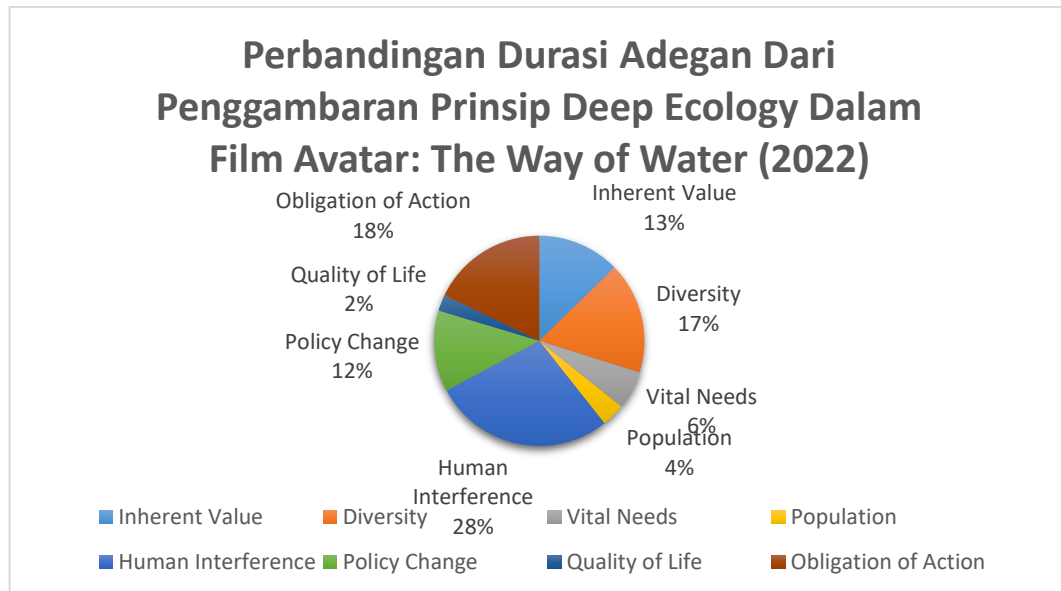 Perbandingan Durasi Adegan Dari
Penggambaran Prinsip Deep Ecology Dalam
Film Avatar: The Way of Water (2022)
Inherent Value
13%
Diversity
17%
Vital Needs
6%
Population
4%
Human
Interference
28%
Policy Change
12%
Quality of Life
2%
Obligation of Action
18%
Inherent Value Diversity Vital Needs Population
Human Interference Policy Change Quality of Life Obligation of Action